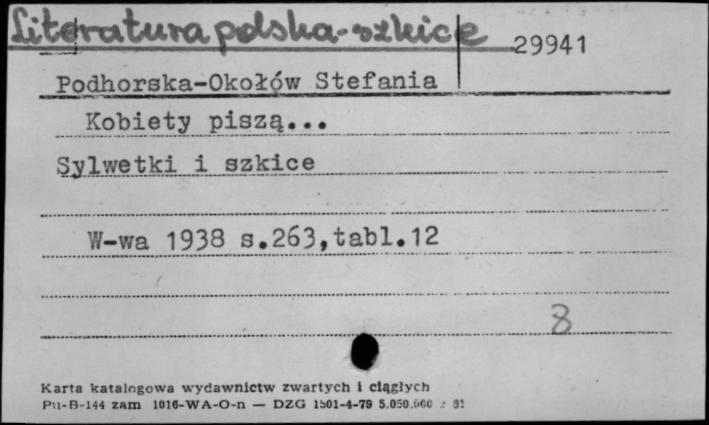 Literatura polska-szkice
29941
Podhorska-Okołów Stefania
Kobiety piszą...
Sylwetki i szkice
W-wa 1938 s.263,tabl.12
8
Karta katalogowa wydawnictw zwartych i ciągłych
Pu-B-144 zam 1016-WA-O-n — DZG 1501-4-79 5.050.000